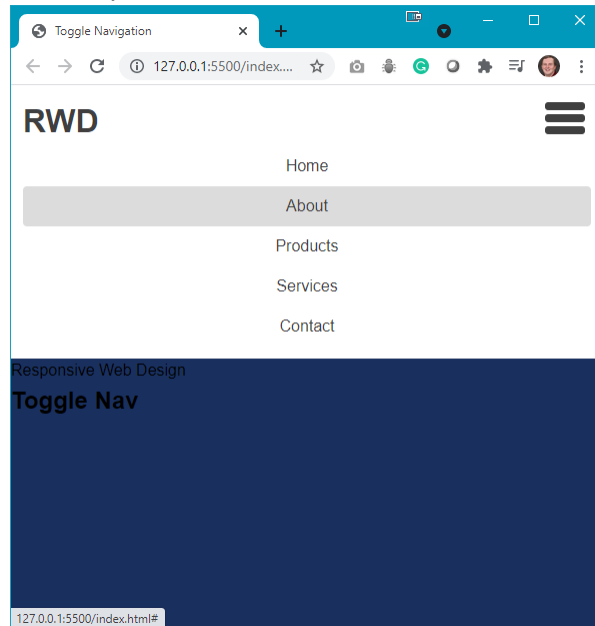 Toggle Navigation
127.0.0.1:5500/index....
RWD
Home
About
Products
Services
Contact
Responsive Web Design
Toggle Nav
127.0.0.1:5500/index.html#